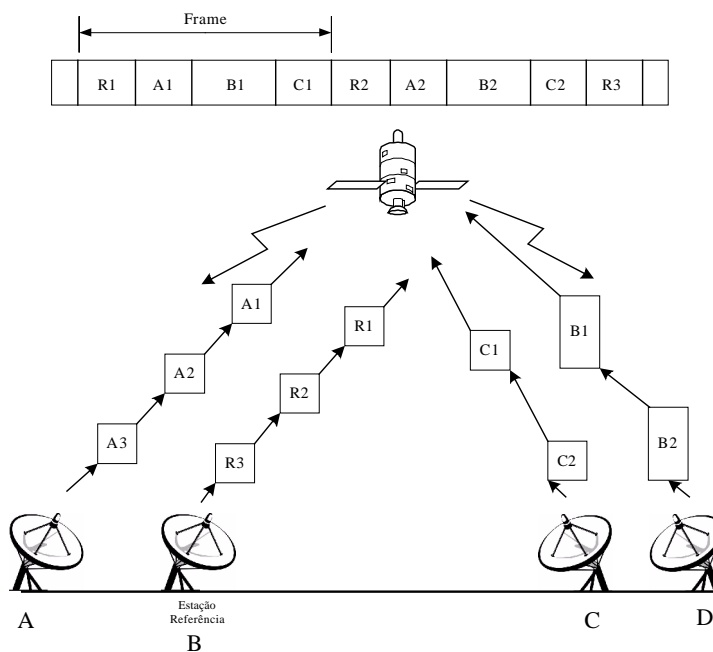 Frame
R1 A1 B1 C1 R2 A2 B2 C2 R3
A1
R1
B1
C1
A2
R2
A3
R3
C2
B2
Estação
Referência
A
B
C
D